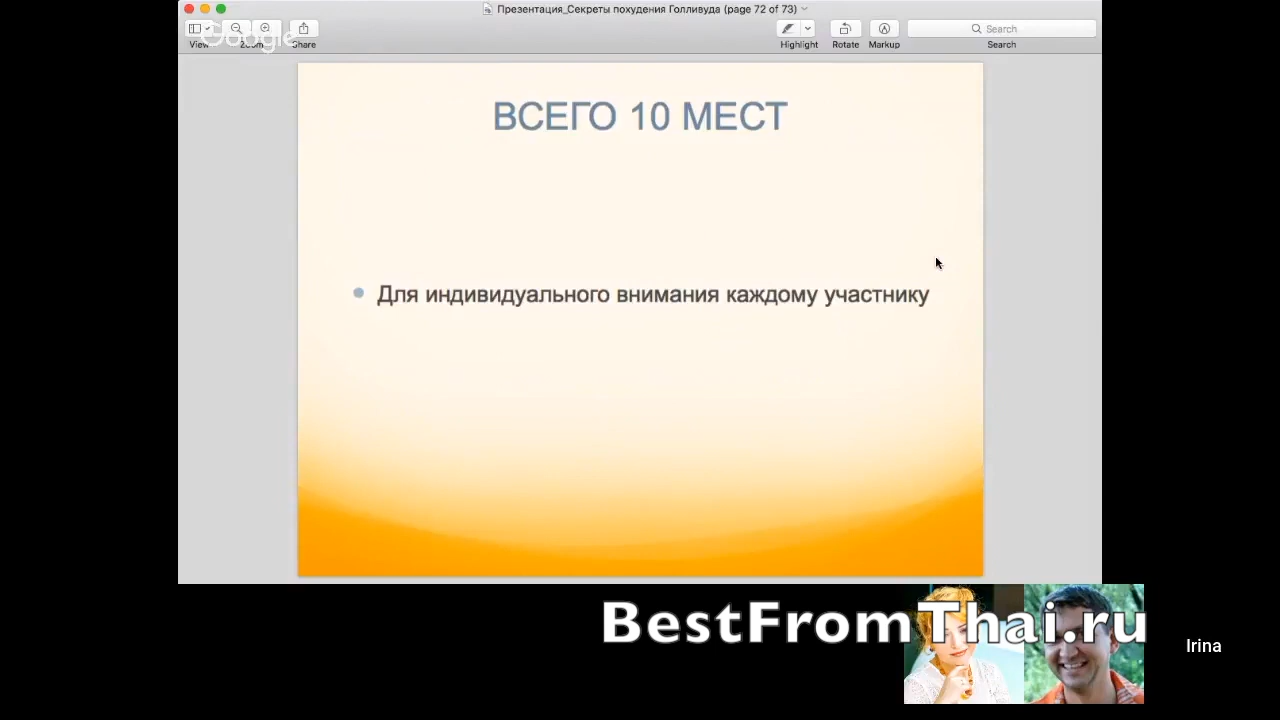 Презентация_Секреты похудения Голливуда (page 72 of 73)
Google
View Zoom Share Highlight Rotate Markup Search
Search
ВСЕГО 10 МЕСТ
Для индивидуального внимания каждому участнику
BestFromThai.ru
Irina